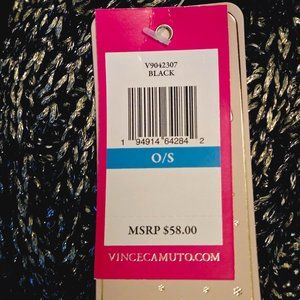 V9042307
BLACK
1 94914 64284 2
O/S
MSRP $58.00
VINCECAMUTO.COM